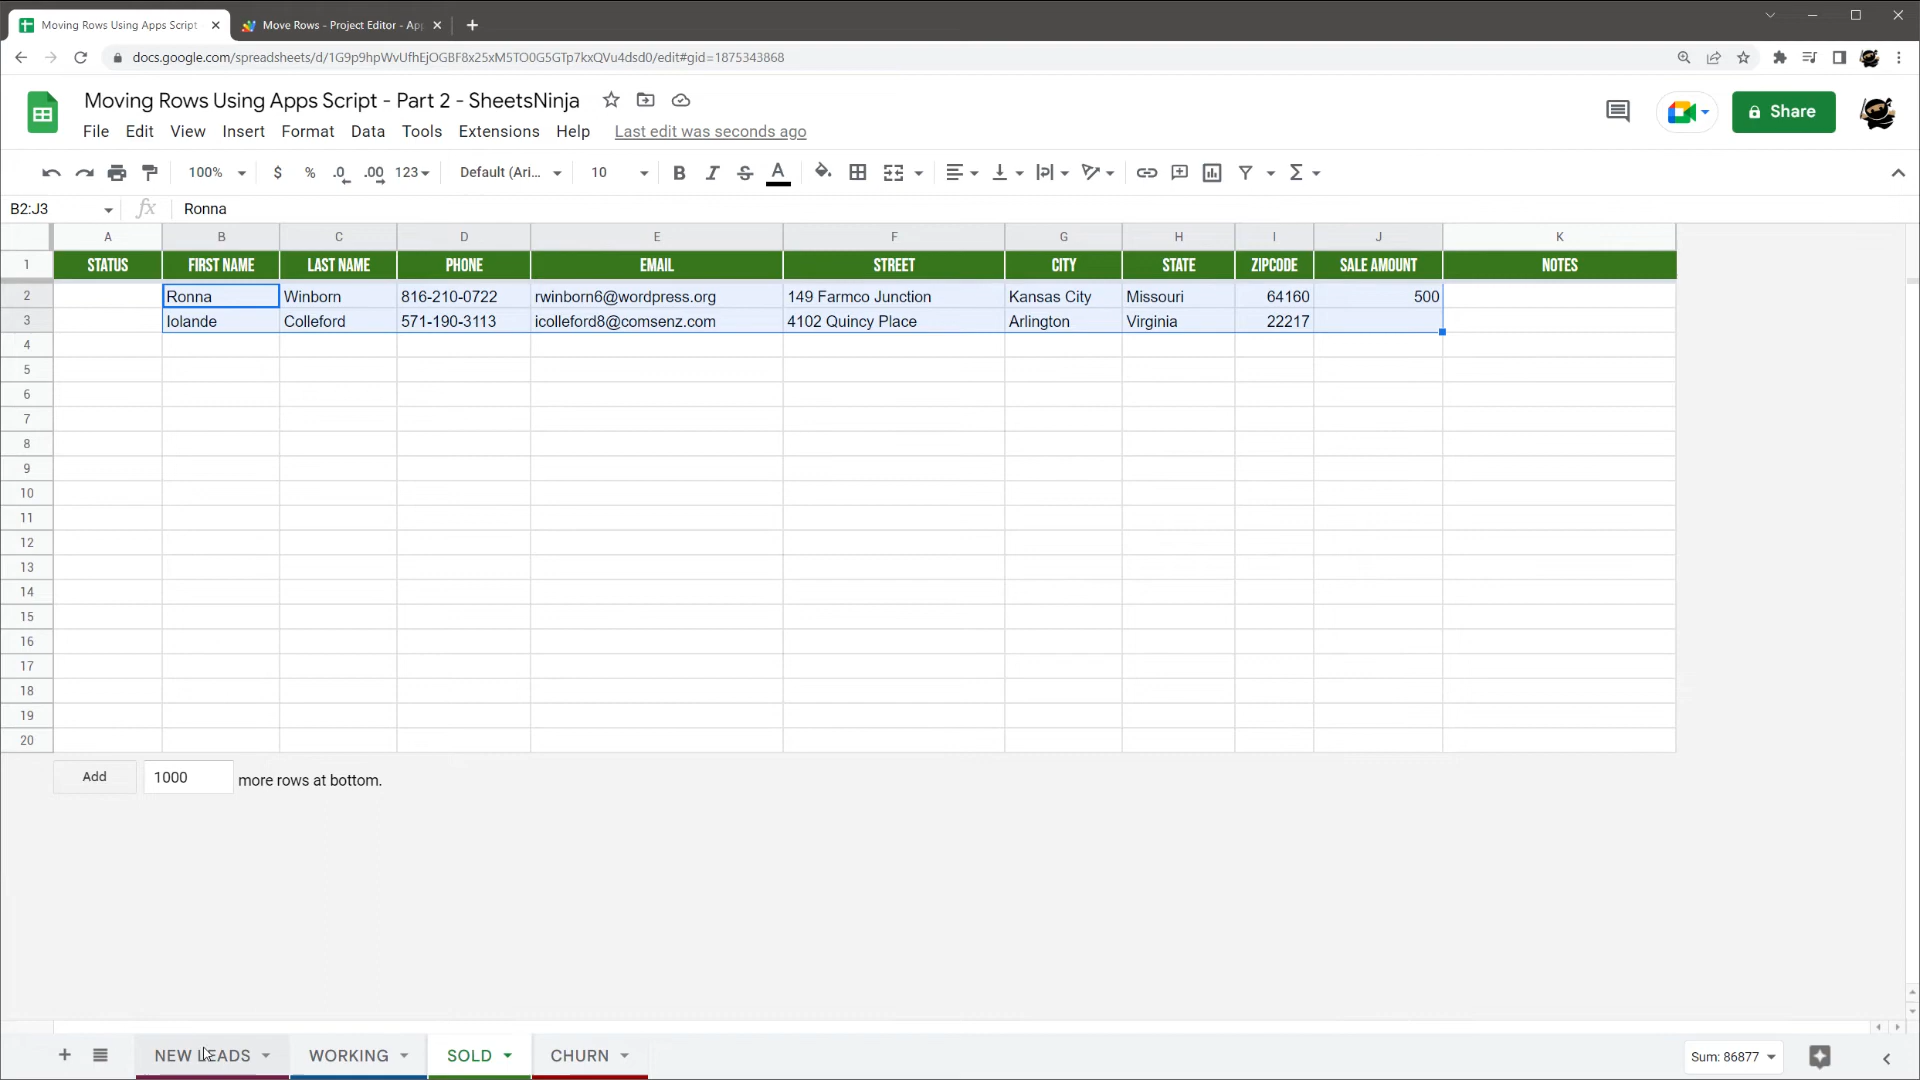 Moving Rows Using Apps Script
Move Rows - Project Editor - App
docs.google.com/spreadsheets/d/1G9p9hpWvUfhEjOGBF8x25xM5TO0G5GTp7kxQVu4dsd0/edit#gid=1875343868
Moving Rows Using Apps Script - Part 2 - SheetsNinja
Share
File Edit View Insert Format Data Tools Extensions Help Last edit was seconds ago
100% $ % .0 .00 123 Default (Ari... 10 B I S A Σ
B2:J3 fx Ronna
A B C D E F G H I J K
1 STATUS FIRST NAME LAST NAME PHONE EMAIL STREET CITY STATE ZIPCODE SALE AMOUNT NOTES
2 Ronna Winborn 816-210-0722 rwinborn6@wordpress.org 149 Farmco Junction Kansas City Missouri 64160 500
3 Iolande Colleford 571-190-3113 icolleford8@comsenz.com 4102 Quincy Place Arlington Virginia 22217
4
5
6
7
8
9
10
11
12
13
14
15
16
17
18
19
20
Add 1000 more rows at bottom.
NEW LEADS WORKING SOLD CHURN Sum: 86877